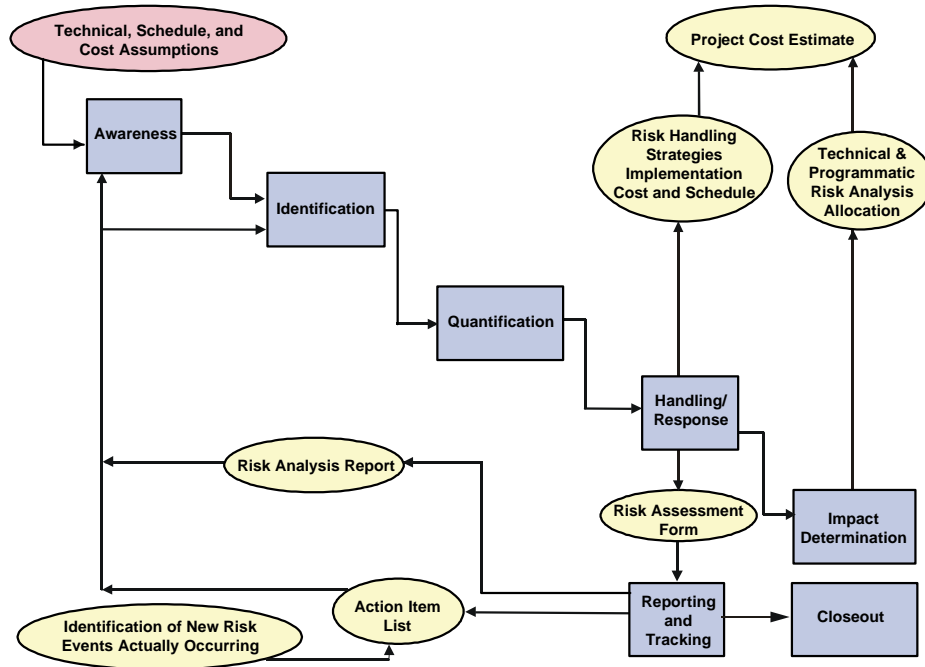 Technical, Schedule, and
Cost Assumptions
Project Cost Estimate
Awareness
Risk Handling
Strategies
Implementation
Cost and Schedule
Technical &
Programmatic
Risk Analysis
Allocation
Identification
Quantification
Handling/
Response
Risk Analysis Report
Risk Assessment
Form
Impact
Determination
Action Item
List
Reporting
and
Tracking
Closeout
Identification of New Risk
Events Actually Occurring